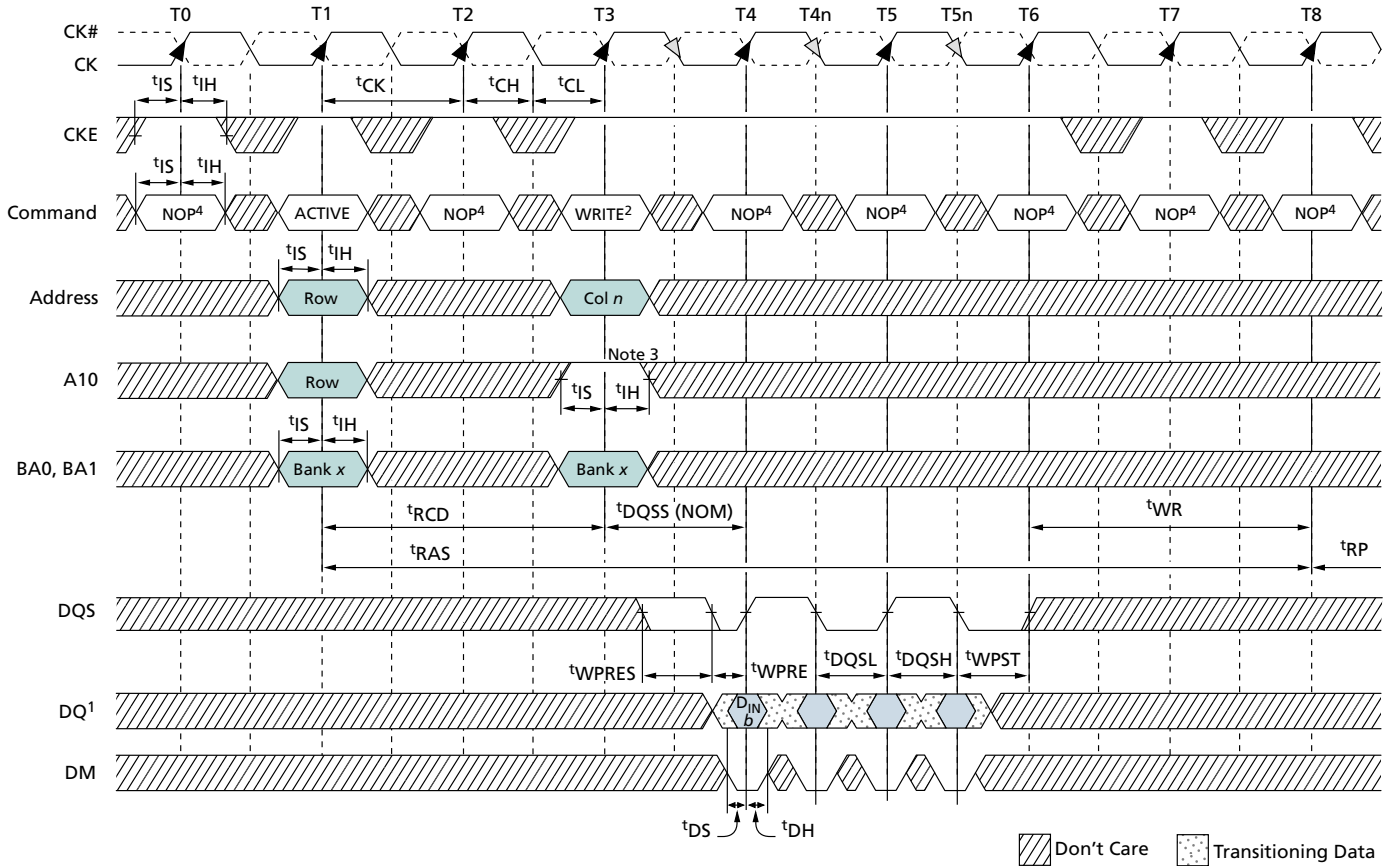 T0 T1 T2 T3 T4 T4n T5 T5n T6 T7 T8
CK#
CK
tIS tIH tCK tCH tCL
CKE
tIS tIH
Command NOP4 ACTIVE NOP4 WRITE2 NOP4 NOP4 NOP4 NOP4 NOP4
tIS tIH
Address Row Col n
Note 3
A10 Row
tIS tIH
tIS tIH
BA0, BA1 Bank x Bank x
tRCD tDQSS (NOM) tWR
tRAS tRP
DQS
tWPRES tWPRE tDQSL tDQSH tWPST
DQ1 DIN
b
DM
tDS tDH
Don't Care Transitioning Data